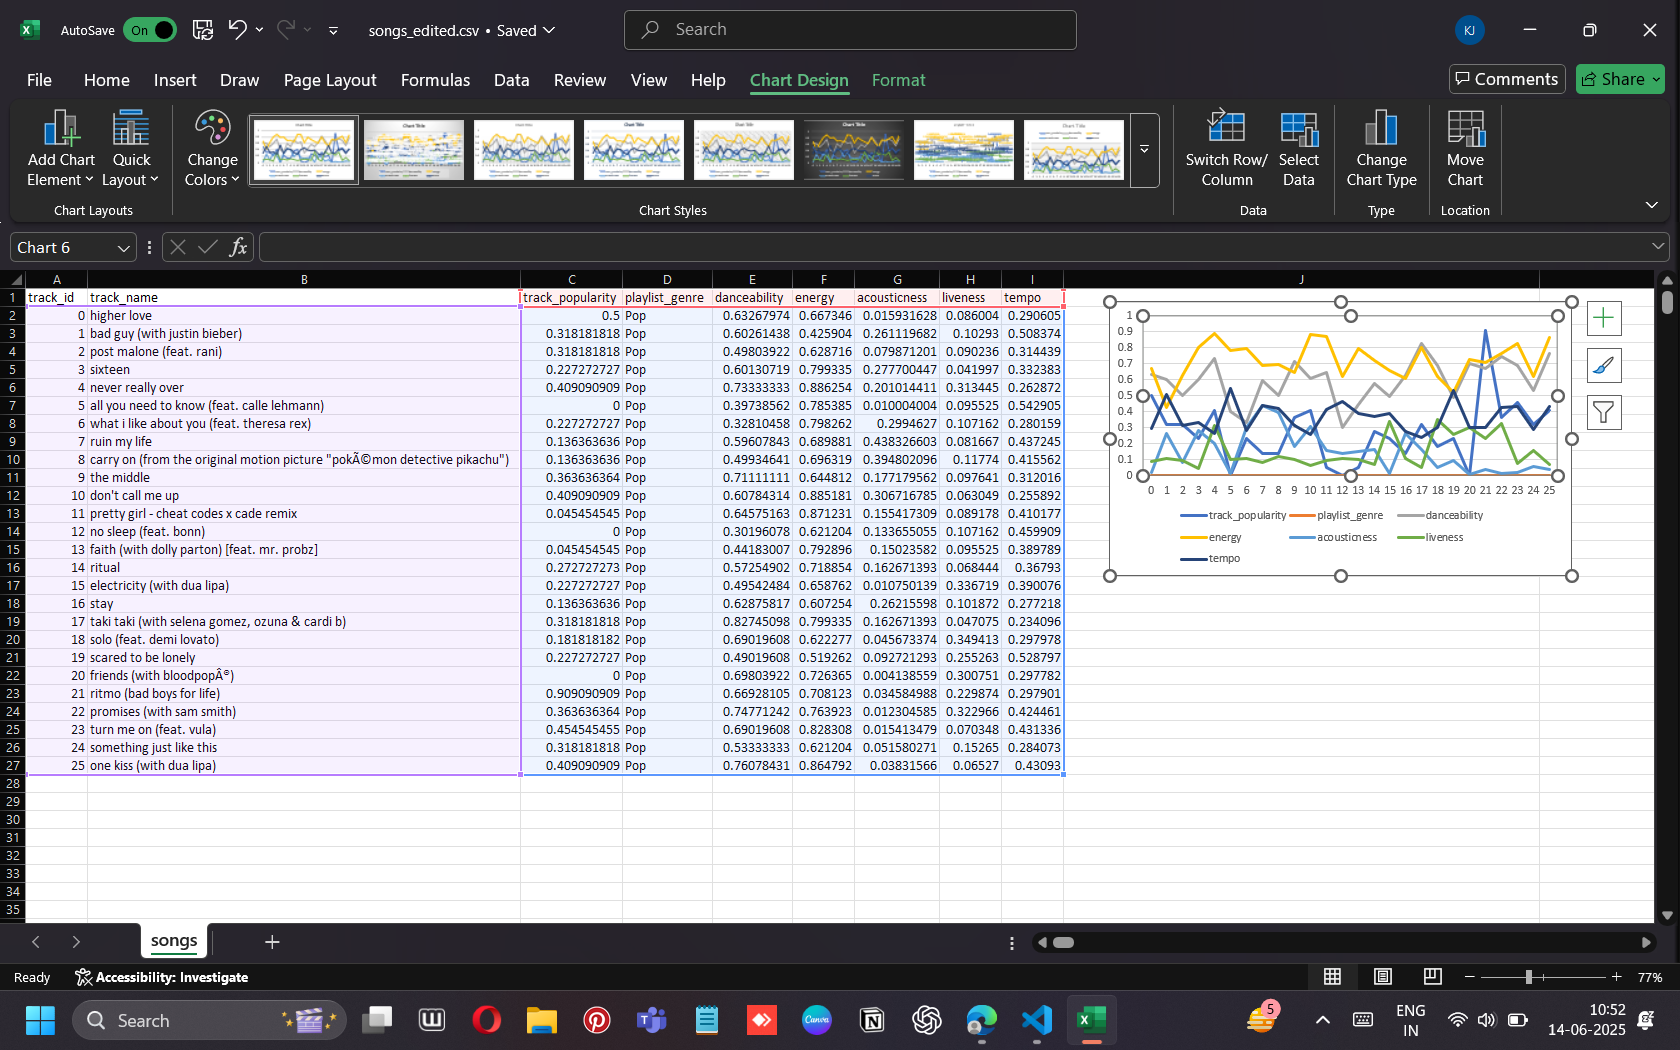 AutoSave On songs_edited.csv • Saved Search KJ
File Home Insert Draw Page Layout Formulas Data Review View Help Chart Design Format Comments Share
Add Chart Element Quick Layout Change Colors Switch Row/ Column Select Data Change Chart Type Move Chart
Chart Layouts Chart Styles Data Type Location
Chart 6 fx
A B C D E F G H I J
1 track_id track_name track_popularity playlist_genre danceability energy acousticness liveness tempo
2 0 higher love 0.5 Pop 0.63267974 0.667346 0.015931628 0.086004 0.290605
3 1 bad guy (with justin bieber) 0.318181818 Pop 0.60261438 0.425904 0.261119682 0.10293 0.508374
4 2 post malone (feat. rani) 0.318181818 Pop 0.49803922 0.628716 0.079871201 0.090236 0.314439
5 3 sixteen 0.227272727 Pop 0.60130719 0.799335 0.277700447 0.041997 0.332383
6 4 never really over 0.409090909 Pop 0.73333333 0.886254 0.201014411 0.313445 0.262872
7 5 all you need to know (feat. calle lehmann) 0 Pop 0.39738562 0.785385 0.010004004 0.095525 0.542905
8 6 what i like about you (feat. theresa rex) 0.227272727 Pop 0.32810458 0.798262 0.2994627 0.107162 0.280159
9 7 ruin my life 0.136363636 Pop 0.59607843 0.689881 0.438326603 0.081667 0.437245
10 8 carry on (from the original motion picture "pokÃ©mon detective pikachu") 0.136363636 Pop 0.49934641 0.696319 0.394802096 0.11774 0.415562
11 9 the middle 0.363636364 Pop 0.71111111 0.644812 0.177179562 0.097641 0.312016
12 10 don't call me up 0.409090909 Pop 0.60784314 0.885181 0.306716785 0.063049 0.255892
13 11 pretty girl - cheat codes x cade remix 0.045454545 Pop 0.64575163 0.871231 0.155417309 0.089178 0.410177
14 12 no sleep (feat. bonn) 0 Pop 0.30196078 0.621204 0.133655055 0.107162 0.459909
15 13 faith (with dolly parton) [feat. mr. probz] 0.045454545 Pop 0.44183007 0.792896 0.15023582 0.095525 0.389789
16 14 ritual 0.272727273 Pop 0.57254902 0.718854 0.162671393 0.068444 0.36793
17 15 electricity (with dua lipa) 0.227272727 Pop 0.49542484 0.658762 0.010750139 0.336719 0.390076
18 16 stay 0.136363636 Pop 0.62875817 0.607254 0.26215598 0.101872 0.277218
19 17 taki taki (with selena gomez, ozuna & cardi b) 0.318181818 Pop 0.82745098 0.799335 0.162671393 0.047075 0.234096
20 18 solo (feat. demi lovato) 0.181818182 Pop 0.69019608 0.622277 0.045673374 0.349413 0.297978
21 19 scared to be lonely 0.227272727 Pop 0.49019608 0.519262 0.092721293 0.255263 0.528797
22 20 friends (with bloodpopÂ®) 0 Pop 0.69803922 0.726365 0.004138559 0.300751 0.297782
23 21 ritmo (bad boys for life) 0.909090909 Pop 0.66928105 0.708123 0.034584988 0.229874 0.297901
24 22 promises (with sam smith) 0.363636364 Pop 0.74771242 0.763923 0.012304585 0.322966 0.424461
25 23 turn me on (feat. vula) 0.454545455 Pop 0.69019608 0.828308 0.015413479 0.070348 0.431336
26 24 something just like this 0.318181818 Pop 0.53333333 0.621204 0.051580271 0.15265 0.284073
27 25 one kiss (with dua lipa) 0.409090909 Pop 0.76078431 0.864792 0.03831566 0.06527 0.43093
28
29
30
31
32
33
34
35
1
0.9
0.8
0.7
0.6
0.5
0.4
0.3
0.2
0.1
0
0 1 2 3 4 5 6 7 8 9 10 11 12 13 14 15 16 17 18 19 20 21 22 23 24 25
track_popularity playlist_genre danceability
energy acousticness liveness
tempo
songs
Ready Accessibility: Investigate 77%
Search Canva 5 ENG IN 10:52 14-06-2025